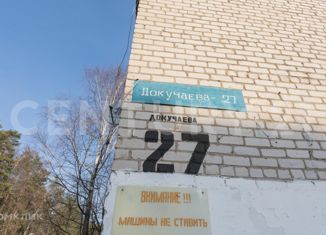 Докучаева - 27
ДОКУЧАЕВА
27
ВНИМАНИЕ !!!
МАШИНЫ НЕ СТАВИТЬ